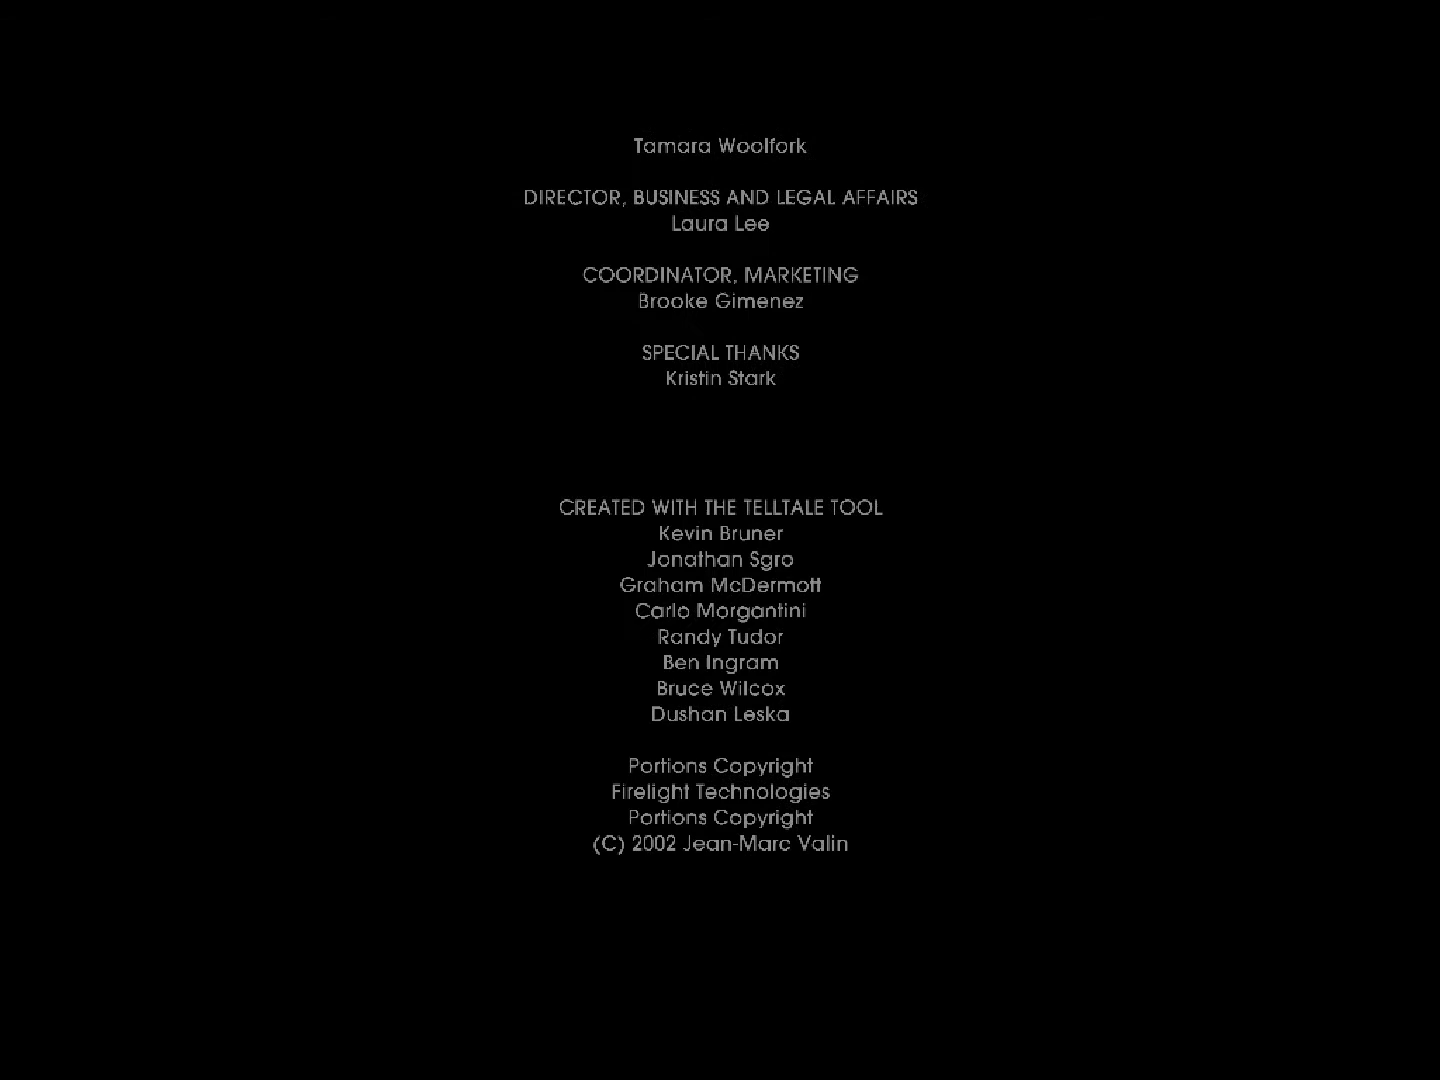 Tamara Woolfork
DIRECTOR, BUSINESS AND LEGAL AFFAIRS
Laura Lee
COORDINATOR, MARKETING
Brooke Gimenez
SPECIAL THANKS
Kristin Stark
CREATED WITH THE TELLTALE TOOL
Kevin Bruner
Jonathan Sgro
Graham McDermott
Carlo Morgantini
Randy Tudor
Ben Ingram
Bruce Wilcox
Dushan Leska
Portions Copyright
Firelight Technologies
Portions Copyright
(C) 2002 Jean-Marc Valin